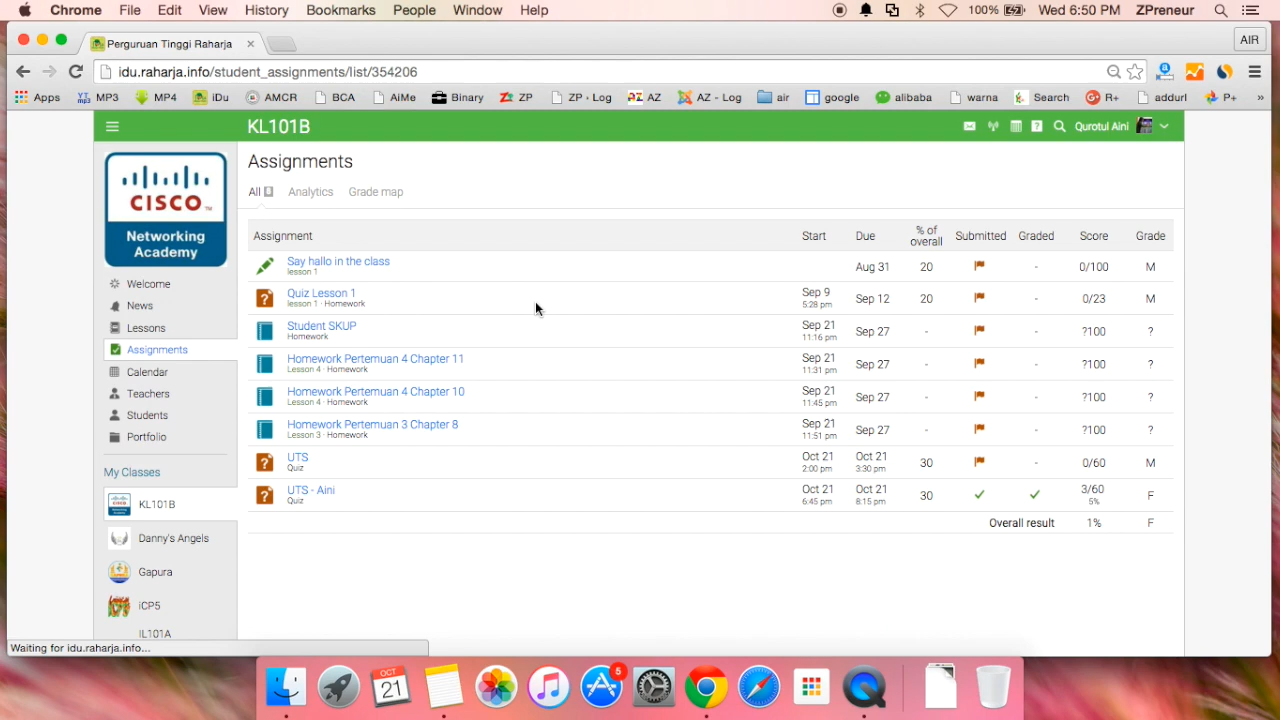 Chrome File Edit View History Bookmarks People Window Help 100% Wed 6:50 PM ZPreneur
Perguruan Tinggi Raharja AIR
idu.raharja.info/student_assignments/list/354206
Apps MP3 MP4 iDu AMCR BCA AiMe Binary ZP ZP - Log AZ AZ - Log air google alibaba warna Search R+ addurl P+ »
KL101B Qurotul Aini
CISCO
Networking
Academy
Welcome
News
Lessons
Assignments
Calendar
Teachers
Students
Portfolio
My Classes
KL101B
Danny's Angels
Gapura
iCP5
IL101A
Assignments
All Analytics Grade map
Assignment Start Due % of overall Submitted Graded Score Grade
Say hallo in the class Aug 31 20 - 0/100 M
lesson 1
Quiz Lesson 1 Sep 9 Sep 12 20 - 0/23 M
lesson 1 · Homework 5:28 pm
Student SKUP Sep 21 Sep 27 - - ?100 ?
Homework 11:16 pm
Homework Pertemuan 4 Chapter 11 Sep 21 Sep 27 - - ?100 ?
Lesson 4 · Homework 11:31 pm
Homework Pertemuan 4 Chapter 10 Sep 21 Sep 27 - - ?100 ?
Lesson 4 · Homework 11:45 pm
Homework Pertemuan 3 Chapter 8 Sep 21 Sep 27 - - ?100 ?
Lesson 3 · Homework 11:51 pm
UTS Oct 21 Oct 21 30 - 0/60 M
Quiz 2:00 pm 3:30 pm
UTS - Aini Oct 21 Oct 21 30 3/60 F
Quiz 6:45 pm 8:15 pm 5%
Overall result 1% F
Waiting for idu.raharja.info...
OCT
21
5